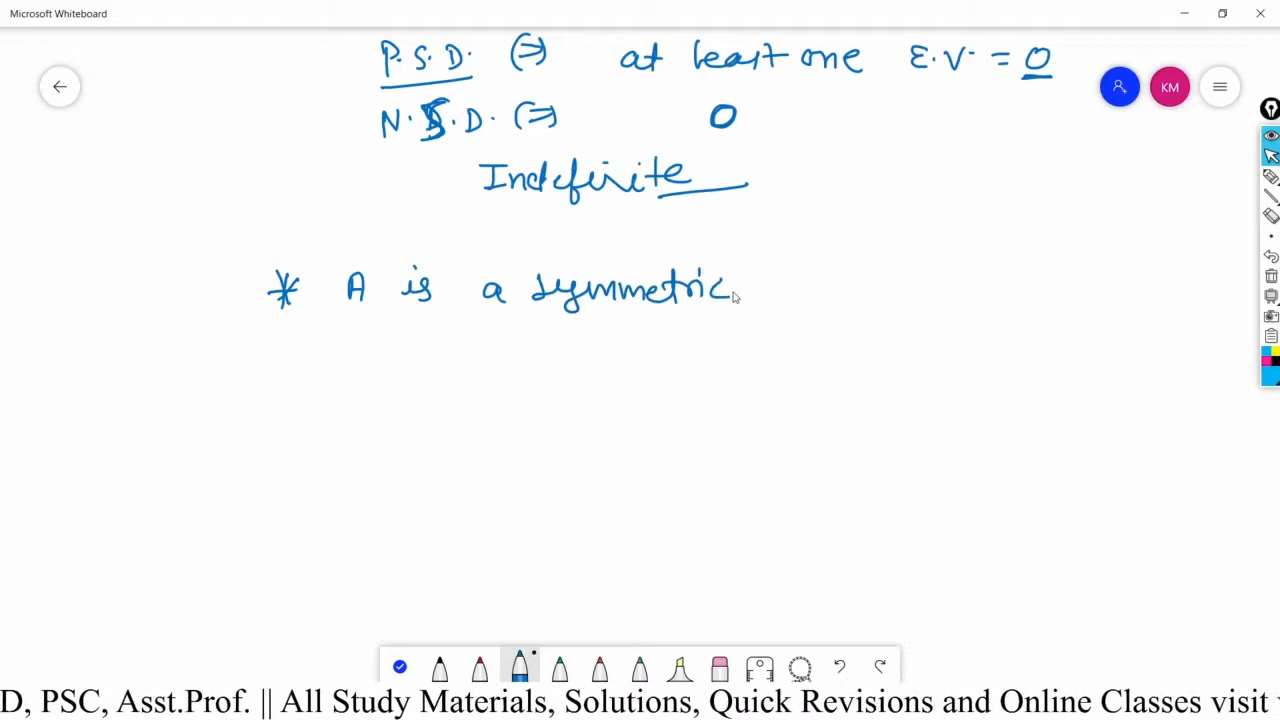 Microsoft Whiteboard
P.S.D. (⇒ at least one E.V. = 0
KM
N.S.D. (⇒ 0
Indefinite
* A is a symmetric
D, PSC, Asst.Prof. || All Study Materials, Solutions, Quick Revisions and Online Classes visit